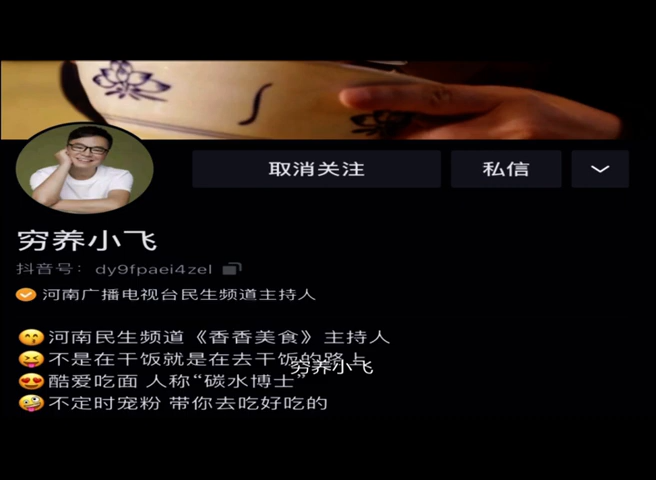 取消关注
私信
穷养小飞
抖音号：dy9fpaei4zel
河南广播电视台民生频道主持人
河南民生频道《香香美食》主持人
不是在干饭就是在去干饭的路上
穷养小飞
酷爱吃面 人称“碳水博士”
不定时宠粉 带你去吃好吃的